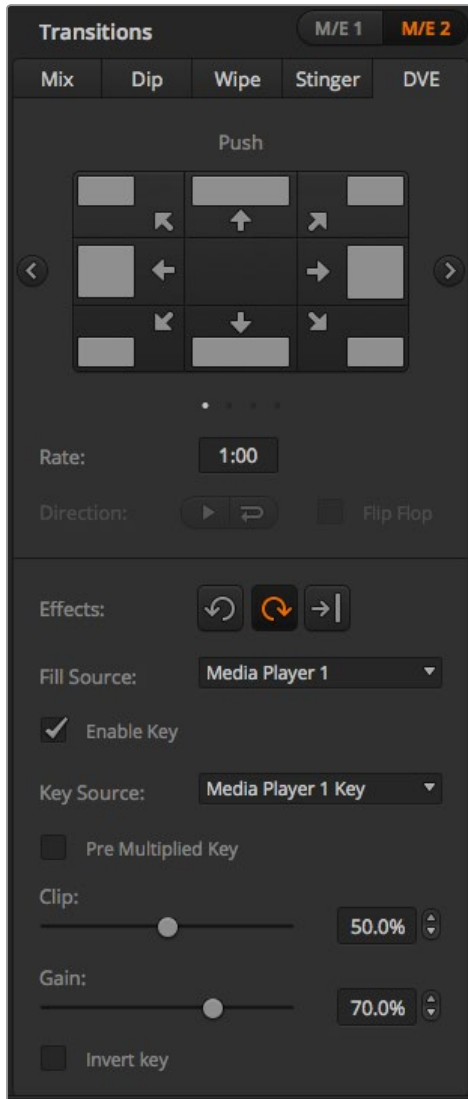 Transitions M/E 1 M/E 2
Mix Dip Wipe Stinger DVE
Push
Rate: 1:00
Direction: Flip Flop
Effects:
Fill Source: Media Player 1
Enable Key
Key Source: Media Player 1 Key
Pre Multiplied Key
Clip:
50.0%
Gain:
70.0%
Invert key